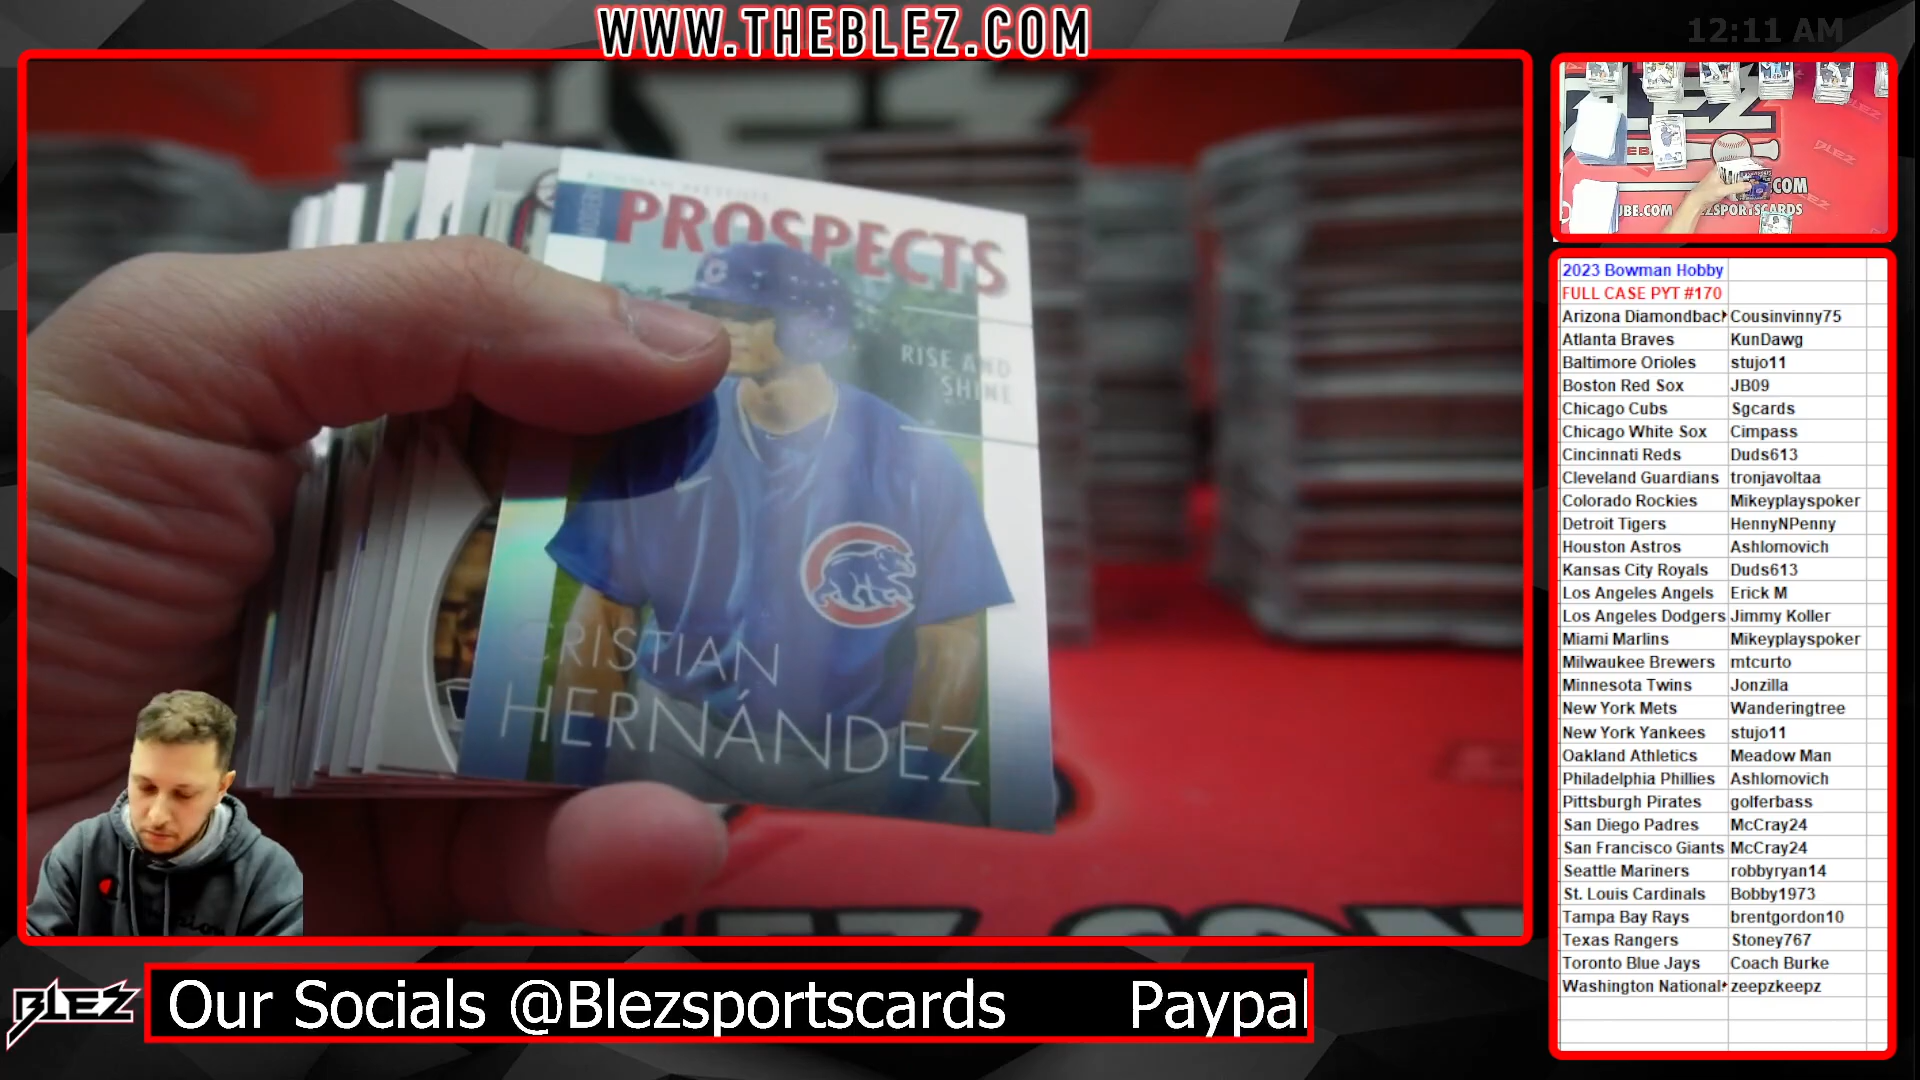 WWW.THEBLEZ.COM
12:11 AM
PROSPECTS
RISE AND
SHINE
CRISTIAN
HERNÁNDEZ
BLEZ
.COM
2023 Bowman Hobby
FULL CASE PYT #170
Arizona Diamondback Cousinvinny75
Atlanta Braves KunDawg
Baltimore Orioles stujo11
Boston Red Sox JB09
Chicago Cubs Sgcards
Chicago White Sox Cimpass
Cincinnati Reds Duds613
Cleveland Guardians tronjavoltaa
Colorado Rockies Mikeyplayspoker
Detroit Tigers HennyNPenny
Houston Astros Ashlomovich
Kansas City Royals Duds613
Los Angeles Angels Erick M
Los Angeles Dodgers Jimmy Koller
Miami Marlins Mikeyplayspoker
Milwaukee Brewers mtcurto
Minnesota Twins Jonzilla
New York Mets Wanderingtree
New York Yankees stujo11
Oakland Athletics Meadow Man
Philadelphia Phillies Ashlomovich
Pittsburgh Pirates golferbass
San Diego Padres McCray24
San Francisco Giants McCray24
Seattle Mariners robbyryan14
St. Louis Cardinals Bobby1973
Tampa Bay Rays brentgordon10
Texas Rangers Stoney767
Toronto Blue Jays Coach Burke
Washington National zeepzkeepz
BLEZ
Our Socials @Blezsportscards Paypal